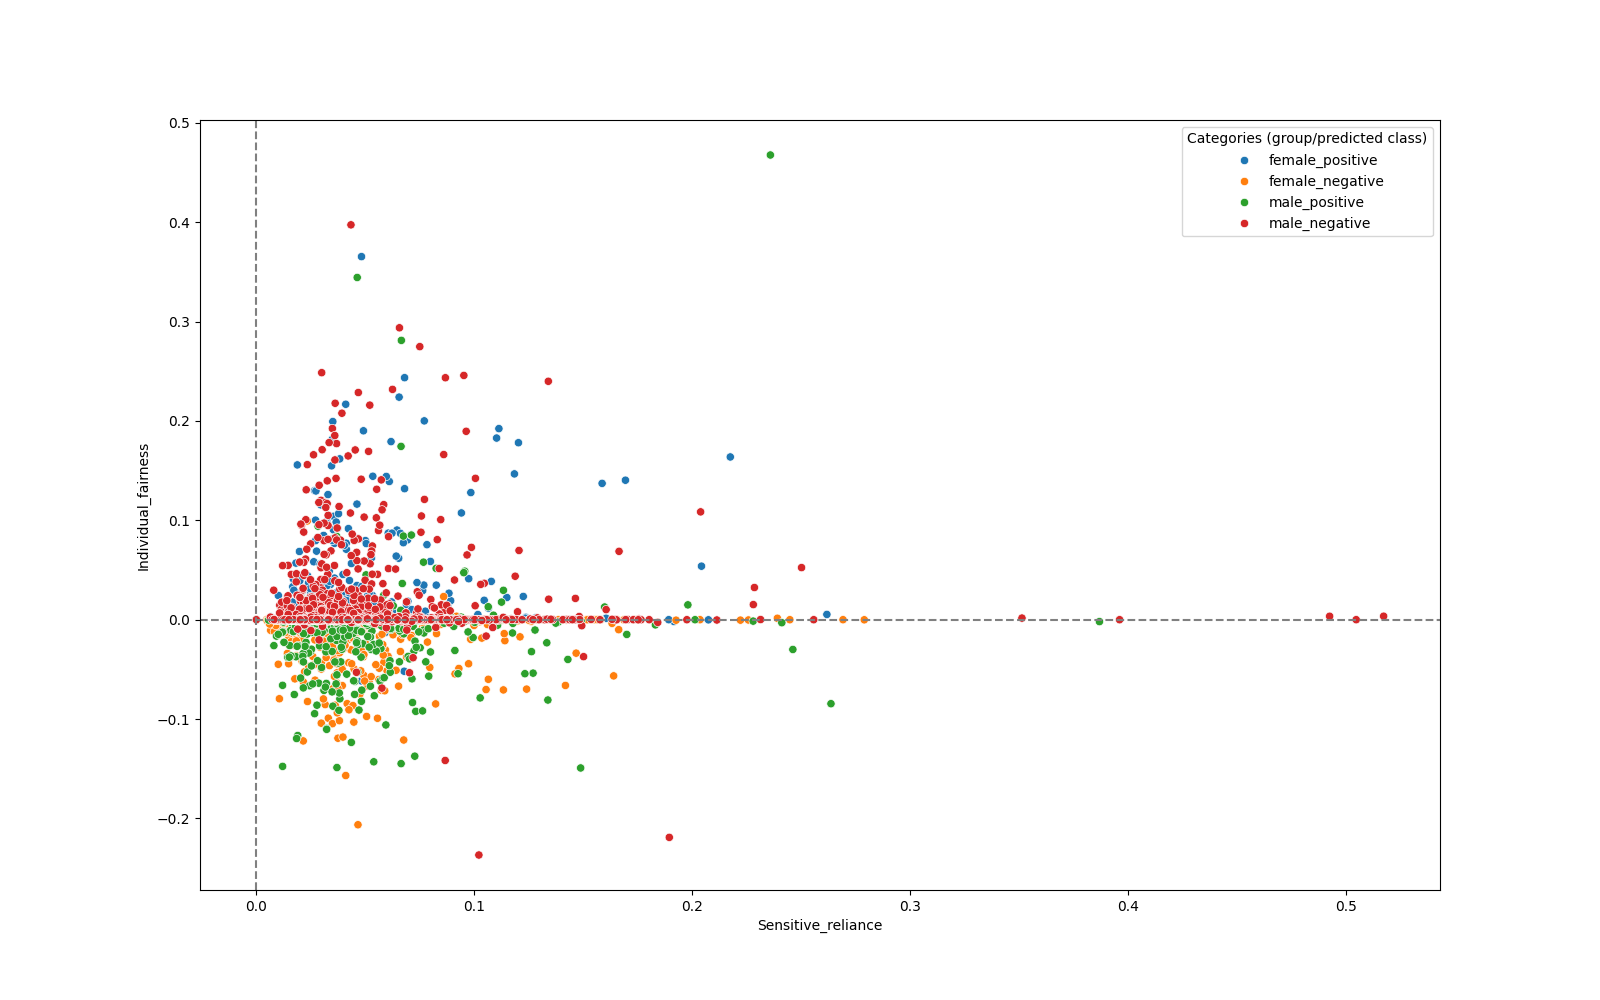 Categories (group/predicted class)
female_positive
female_negative
male_positive
male_negative
0.5
0.4
0.3
0.2
0.1
0.0
−0.1
−0.2
Individual_fairness
0.0 0.1 0.2 0.3 0.4 0.5
Sensitive_reliance